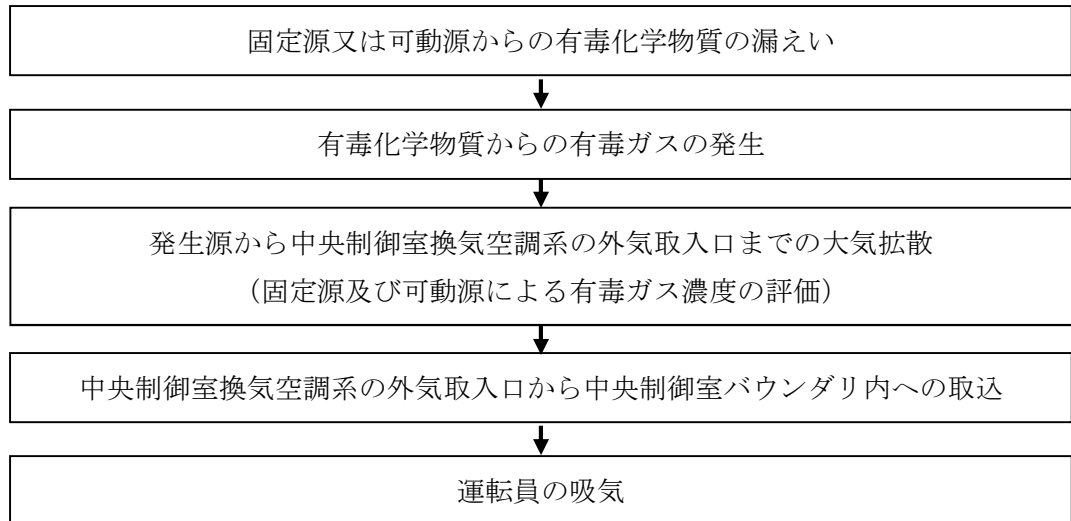 固定源又は可動源からの有毒化学物質の漏えい
有毒化学物質からの有毒ガスの発生
発生源から中央制御室換気空調系の外気取入口までの大気拡散
（固定源及び可動源による有毒ガス濃度の評価）
中央制御室換気空調系の外気取入口から中央制御室バウンダリ内への取込
運転員の吸気